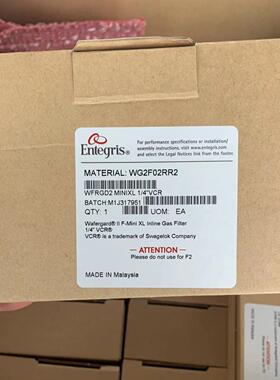 Entegris®
For performance specifications or installation/
assembly instructions, visit www.entegris.com,
and select the Legal Notices link from the footer.
MATERIAL: WG2F02RR2
WFRGD2 MINIXL 1/4"VCR
BATCH:M1J317951
QTY: 1 UOM: EA
Wafergard® II F-Mini XL Inline Gas Filter
1/4" VCR®
VCR® is a trademark of Swagelok Company
ATTENTION
Please do not use for F2
MADE IN Malaysia